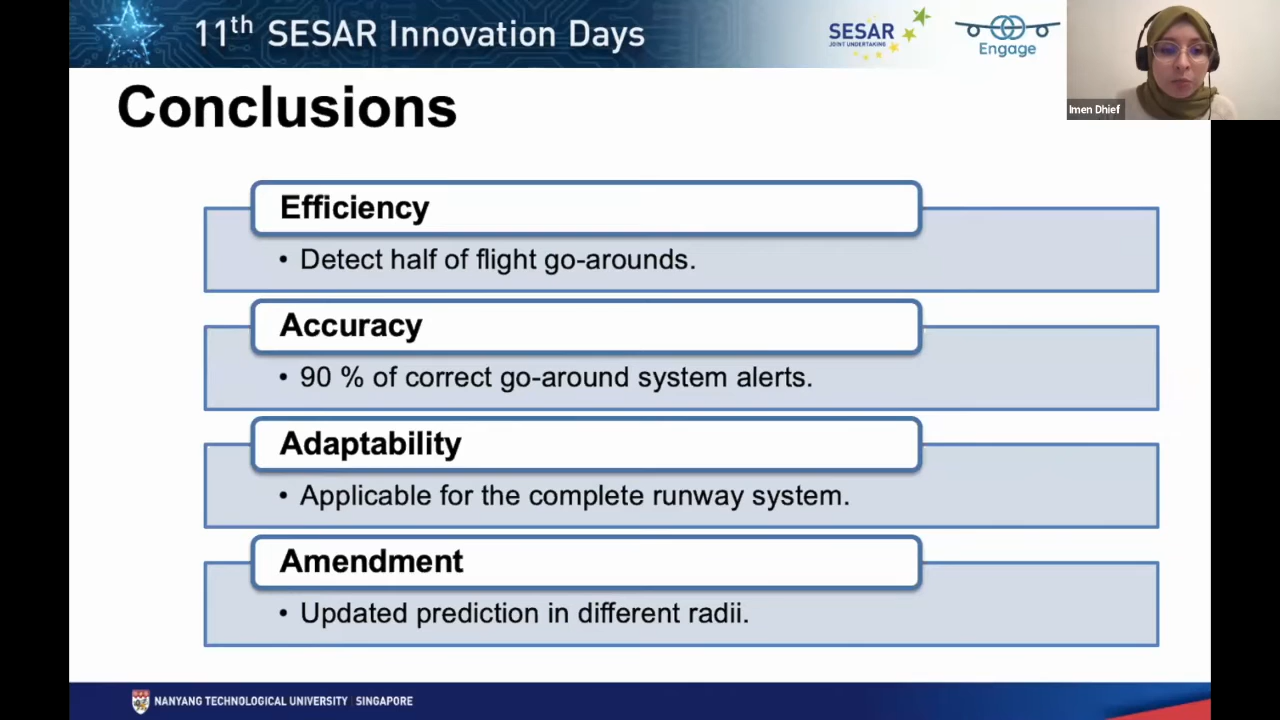 11th SESAR Innovation Days
SESAR
JOINT UNDERTAKING
Engage
Imen Dhief
Conclusions
Efficiency
• Detect half of flight go-arounds.
Accuracy
• 90 % of correct go-around system alerts.
Adaptability
• Applicable for the complete runway system.
Amendment
• Updated prediction in different radii.
NANYANG TECHNOLOGICAL UNIVERSITY | SINGAPORE